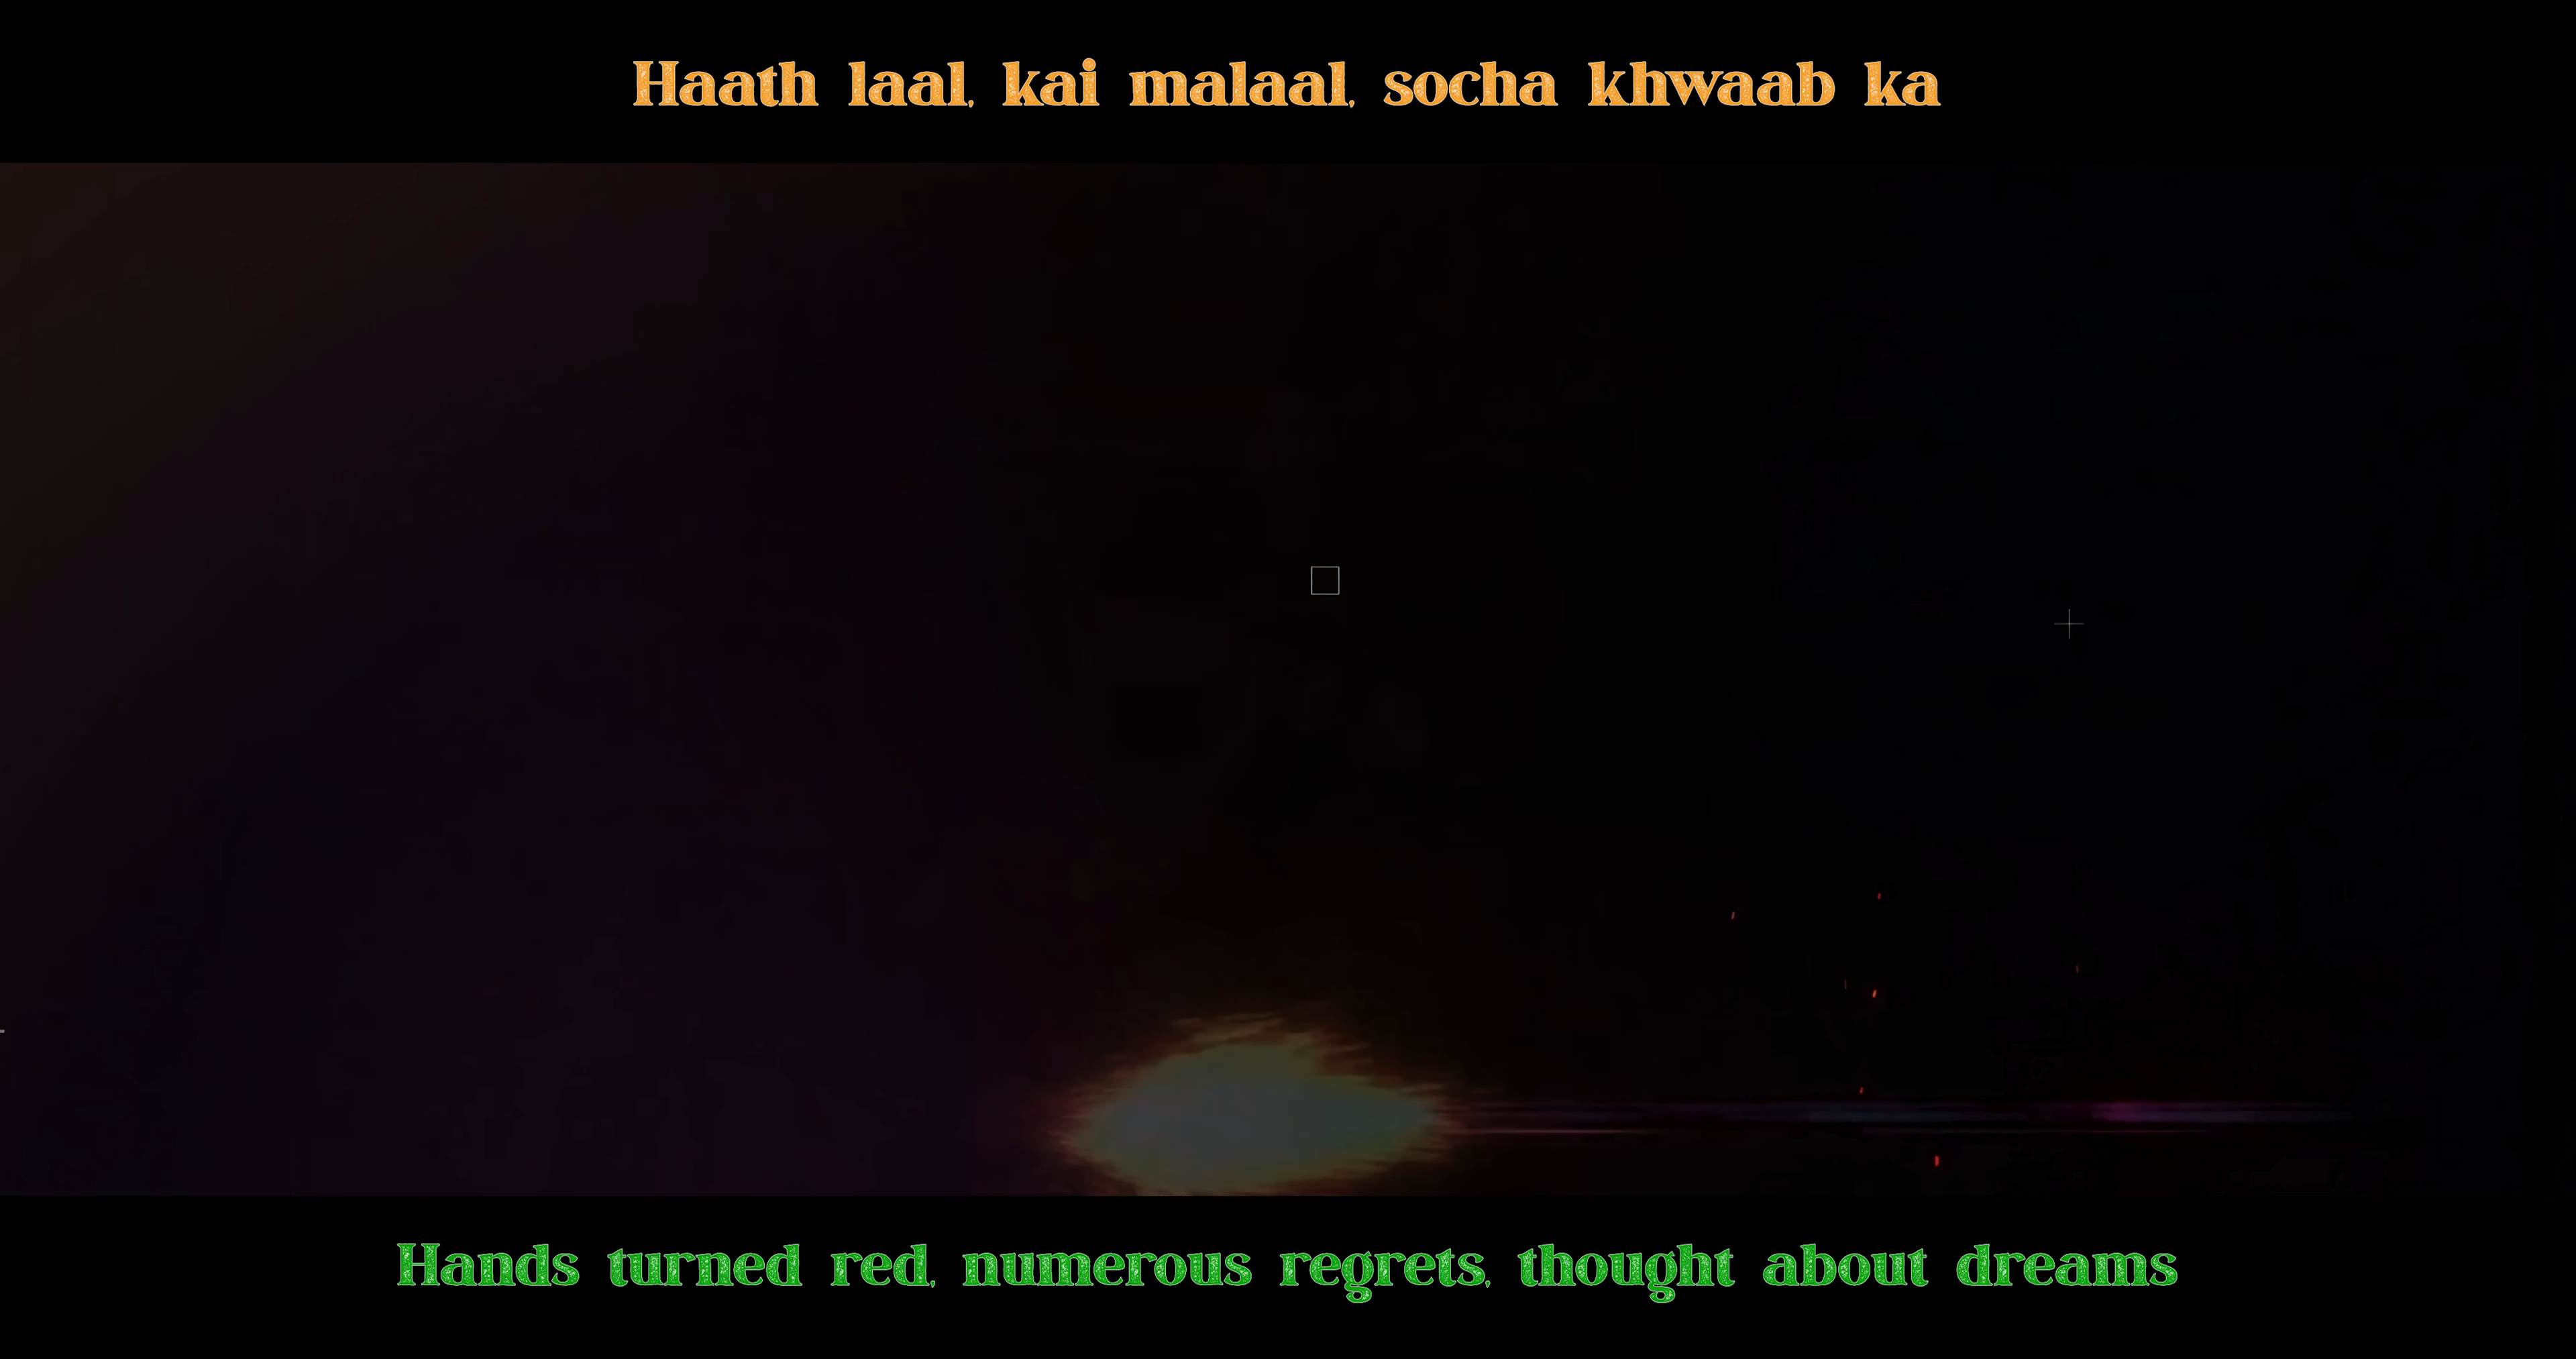 Haath laal, kai malaal, socha khwaab ka
Hands turned red, numerous regrets, thought about dreams